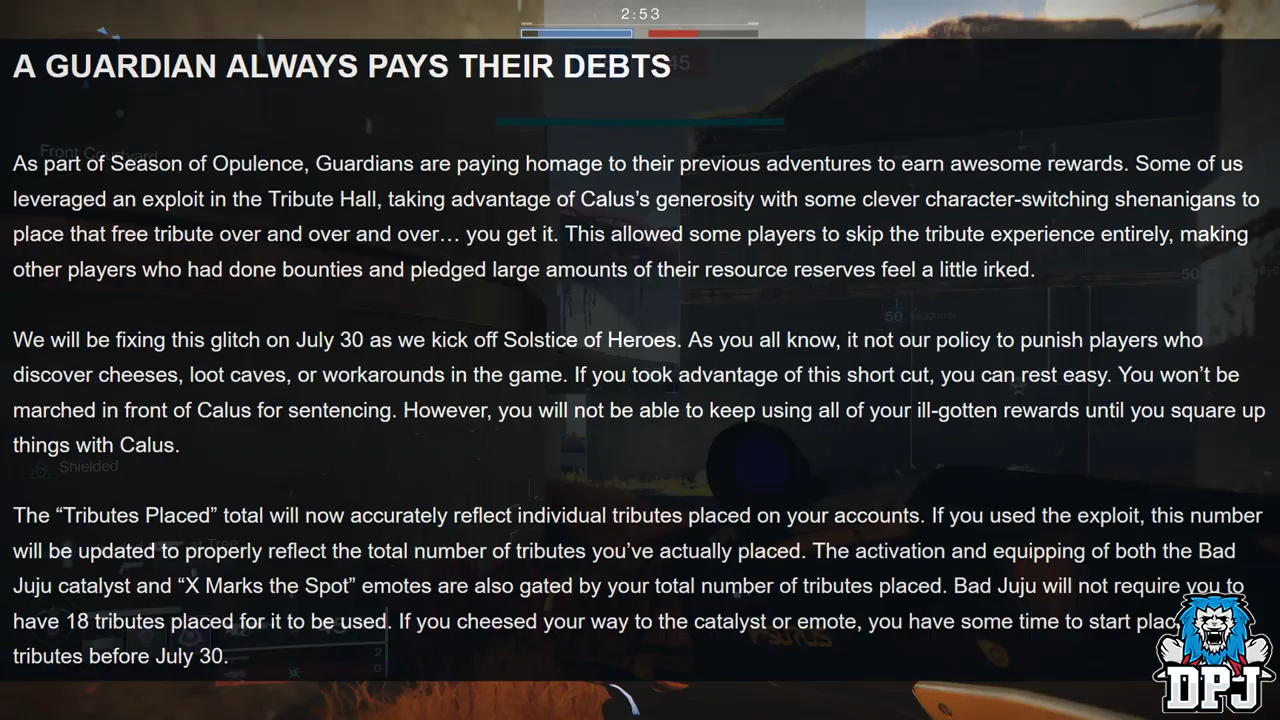 2:53
A GUARDIAN ALWAYS PAYS THEIR DEBTS
45
Front Courtyard
As part of Season of Opulence, Guardians are paying homage to their previous adventures to earn awesome rewards. Some of us
leveraged an exploit in the Tribute Hall, taking advantage of Calus’s generosity with some clever character-switching shenanigans to
place that free tribute over and over and over… you get it. This allowed some players to skip the tribute experience entirely, making
other players who had done bounties and pledged large amounts of their resource reserves feel a little irked.
50
50
We will be fixing this glitch on July 30 as we kick off Solstice of Heroes. As you all know, it not our policy to punish players who
discover cheeses, loot caves, or workarounds in the game. If you took advantage of this short cut, you can rest easy. You won’t be
marched in front of Calus for sentencing. However, you will not be able to keep using all of your ill-gotten rewards until you square up
things with Calus.
Shielded
The “Tributes Placed” total will now accurately reflect individual tributes placed on your accounts. If you used the exploit, this number
will be updated to properly reflect the total number of tributes you’ve actually placed. The activation and equipping of both the Bad
Juju catalyst and “X Marks the Spot” emotes are also gated by your total number of tributes placed. Bad Juju will not require you to
have 18 tributes placed for it to be used. If you cheesed your way to the catalyst or emote, you have some time to start plac
tributes before July 30.
2
0
DPJ